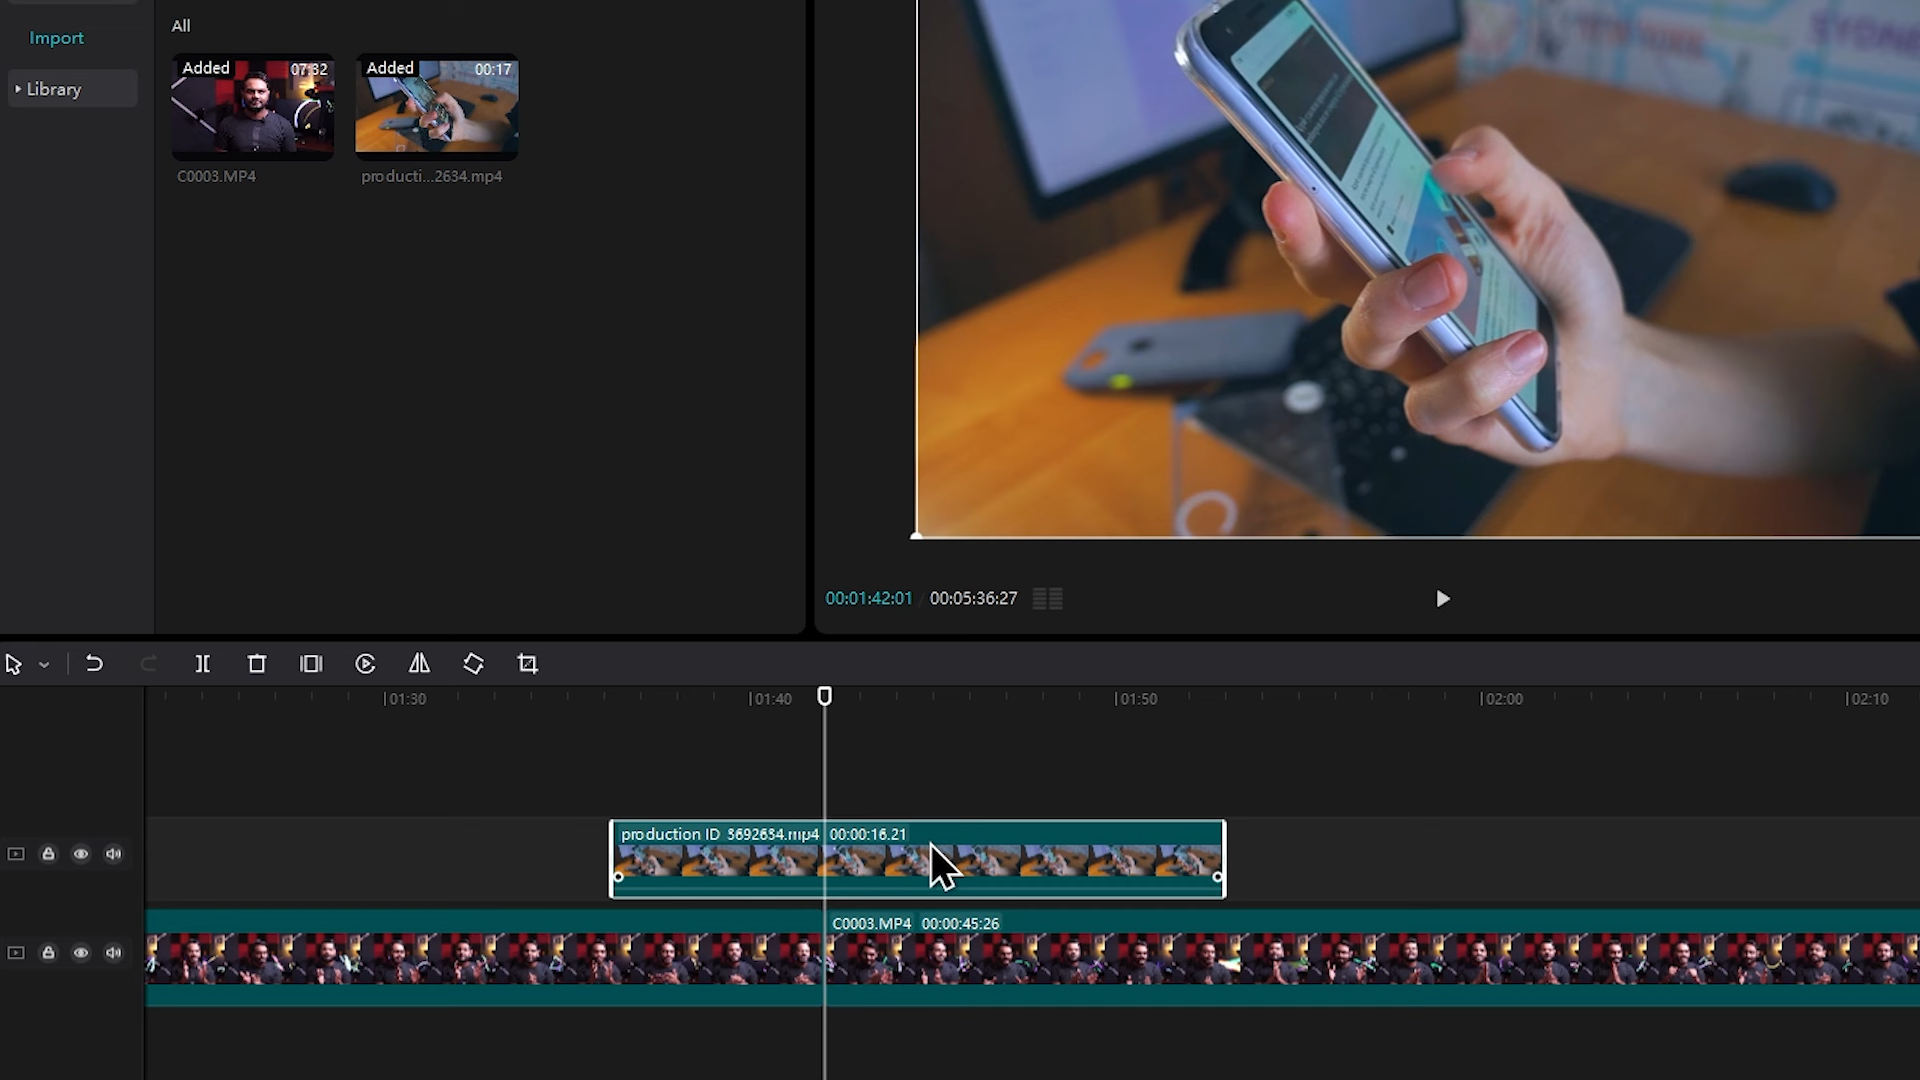 All
Import
Library
Added 07:32
Added 00:17
C0003.MP4
producti...2634.mp4
SYDNE
00:01:42:01 00:05:36:27
01:30 01:40 01:50 02:00 02:10
production ID_3692634.mp4 00:00:16.21
C0003.MP4 00:00:45:26